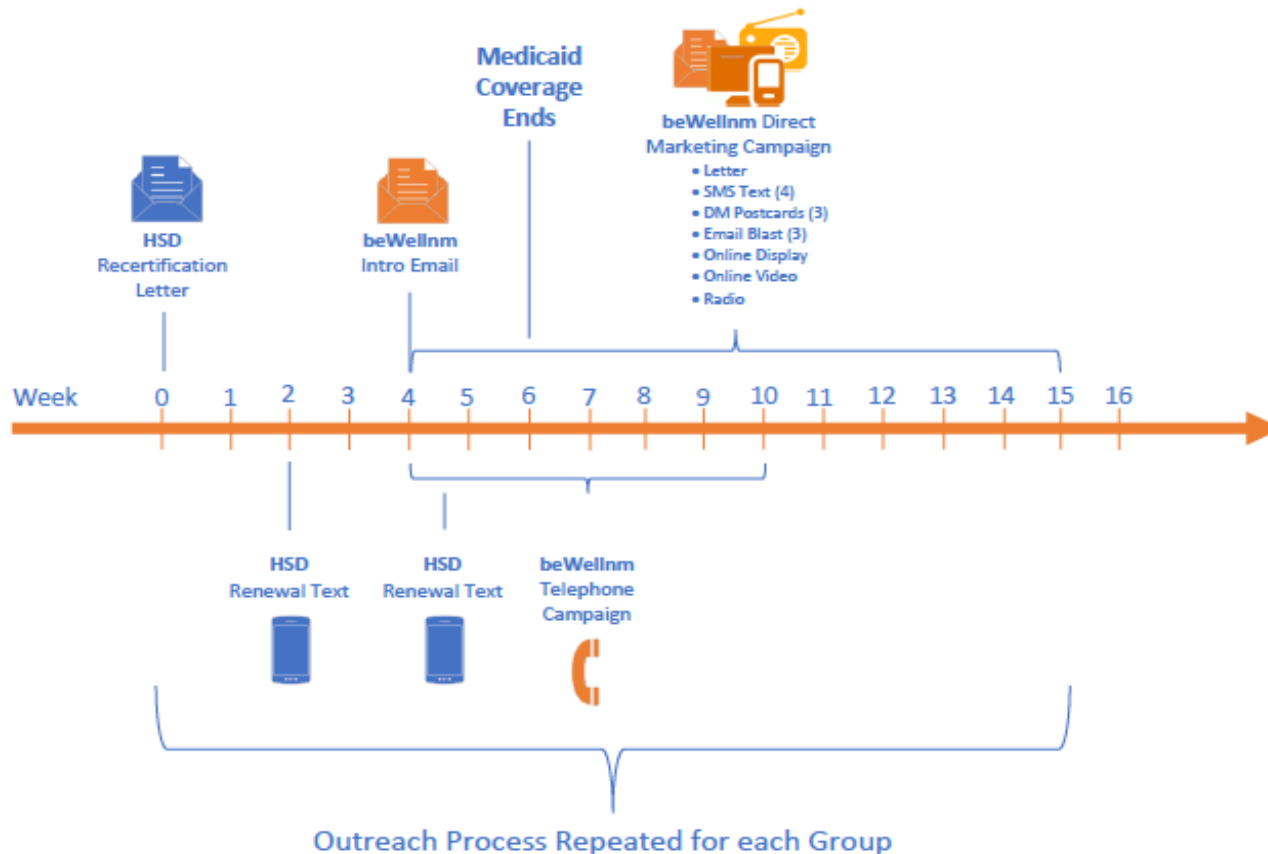 Medicaid
Coverage
Ends
beWellnm Direct
Marketing Campaign
• Letter
• SMS Text (4)
• DM Postcards (3)
• Email Blast (3)
• Online Display
• Online Video
• Radio
HSD
Recertification
Letter
beWellnm
Intro Email
Week 0 1 2 3 4 5 6 7 8 9 10 11 12 13 14 15 16
HSD
Renewal Text
HSD
Renewal Text
beWellnm
Telephone
Campaign
Outreach Process Repeated for each Group